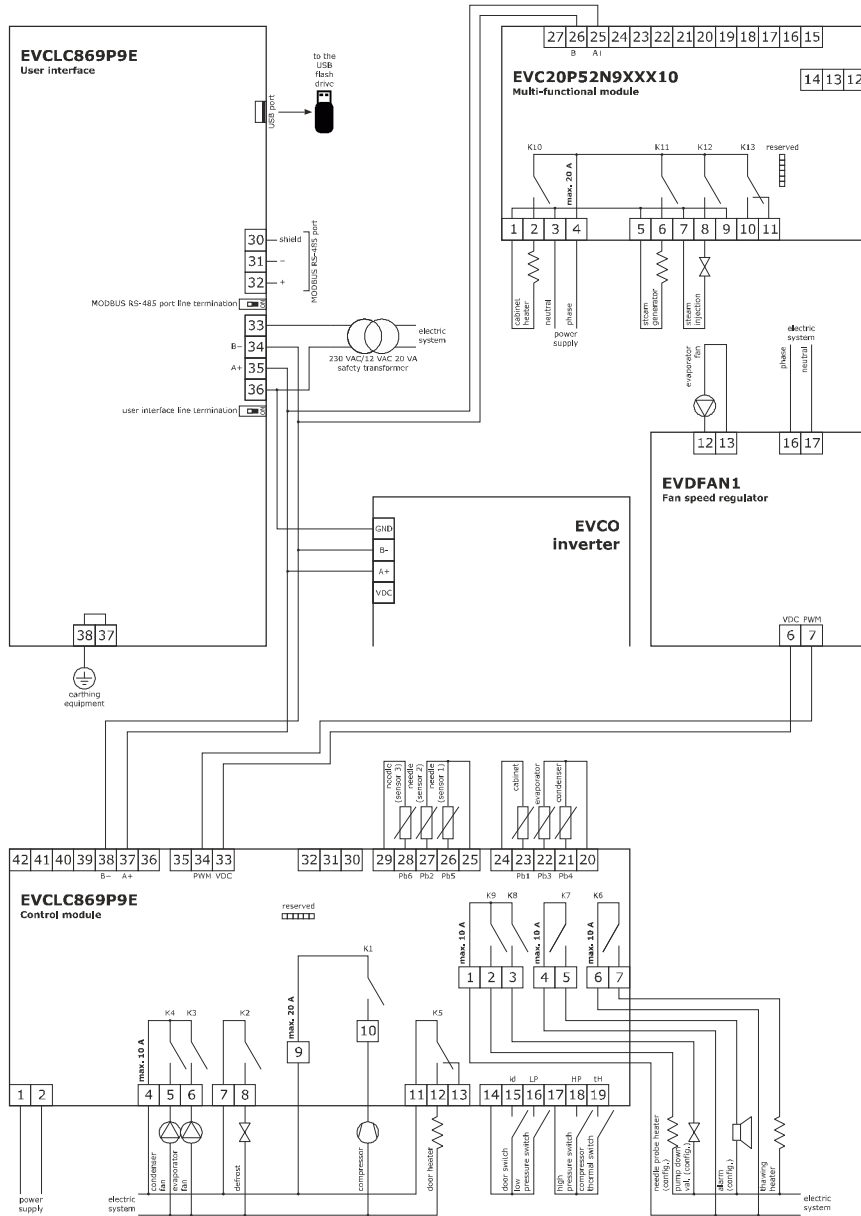 EVCLC869P9E
User interface
to the
USB
flash
drive
USB port
30
shield
31
–
32
+
MODBUS RS-485 port
MODBUS RS-485 port line termination
ON
33
B– 34
A+ 35
36
electric
system
230 VAC/12 VAC 20 VA
safety transformer
user interface line termination
ON
38 37
earthing
equipment
27 26 25 24 23 22 21 20 19 18 17 16 15
B A+
EVC20P52N9XXX10
Multi-functional module
14 13 12
K10
K11
K12
K13
reserved
max. 20 A
1 2 3 4 5 6 7 8 9 10 11
cabinet
heater
neutral
phase
power
supply
steam
generator
steam
injection
electric
system
evaporator
fan
phase
neutral
12 13 16 17
EVDFAN1
Fan speed regulator
VDC PWM
6 7
EVCO
inverter
GND
B–
A+
VDC
needle
(sensor 3)
needle
(sensor 2)
needle
(sensor 1)
cabinet
evaporator
condenser
42 41 40 39 38 37 36 35 34 33 32 31 30 29 28 27 26 25 24 23 22 21 20
B– A+ PWM VDC Pb6 Pb2 Pb5 Pb1 Pb3 Pb4
EVCLC869P9E
Control module
reserved
K9 K8 K7 K6
max. 10 A
max. 10 A
max. 10 A
1 2 3 4 5 6 7
K1
max. 20 A
9
10
K4 K3 K2 K5
max. 10 A
id LP HP tH
1 2 4 5 6 7 8 11 12 13 14 15 16 17 18 19
power
supply
electric
system
condenser
fan
evaporator
fan
defrost
compressor
door heater
door switch
low
pressure switch
high
pressure switch
compressor
thermal switch
needle probe heater
(config.)
pump down
val. (config.)
alarm
(config.)
thawing
heater
electric
system